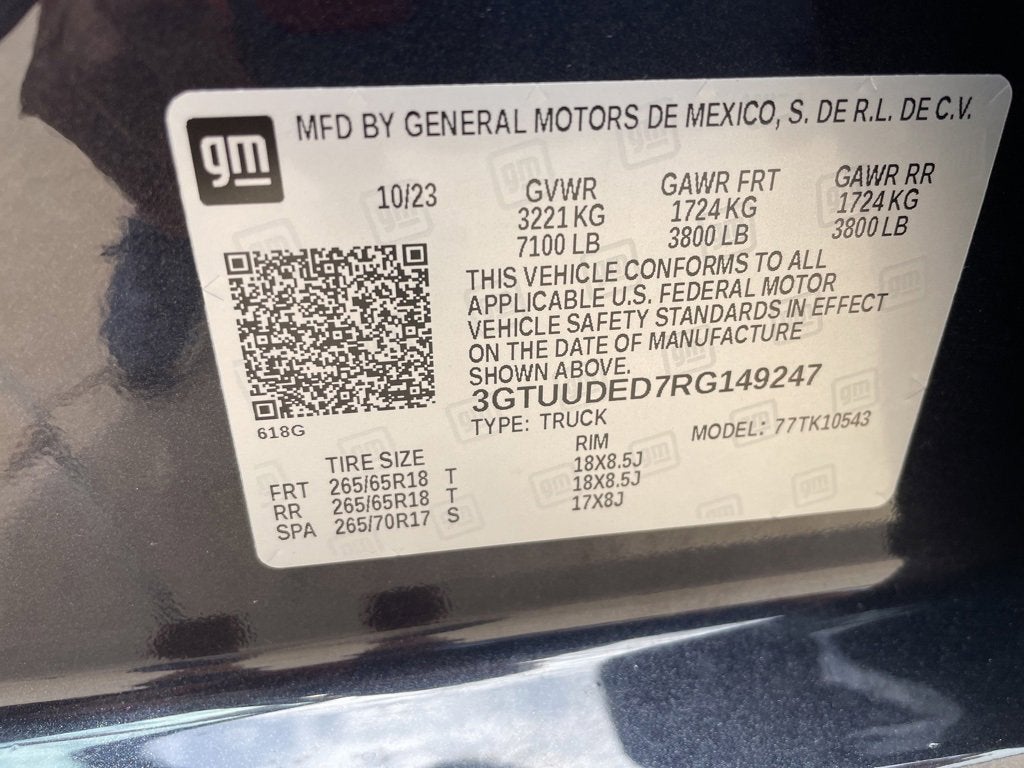 gm
MFD BY GENERAL MOTORS DE MEXICO, S. DE R.L. DE C.V.
10/23
GVWR GAWR FRT GAWR RR
3221 KG 1724 KG 1724 KG
7100 LB 3800 LB 3800 LB
THIS VEHICLE CONFORMS TO ALL
APPLICABLE U.S. FEDERAL MOTOR
VEHICLE SAFETY STANDARDS IN EFFECT
ON THE DATE OF MANUFACTURE
SHOWN ABOVE.
3GTUUDED7RG149247
618G
TYPE: TRUCK MODEL: 77TK10543
TIRE SIZE RIM
FRT 265/65R18 T 18X8.5J
RR 265/65R18 T 18X8.5J
SPA 265/70R17 S 17X8J